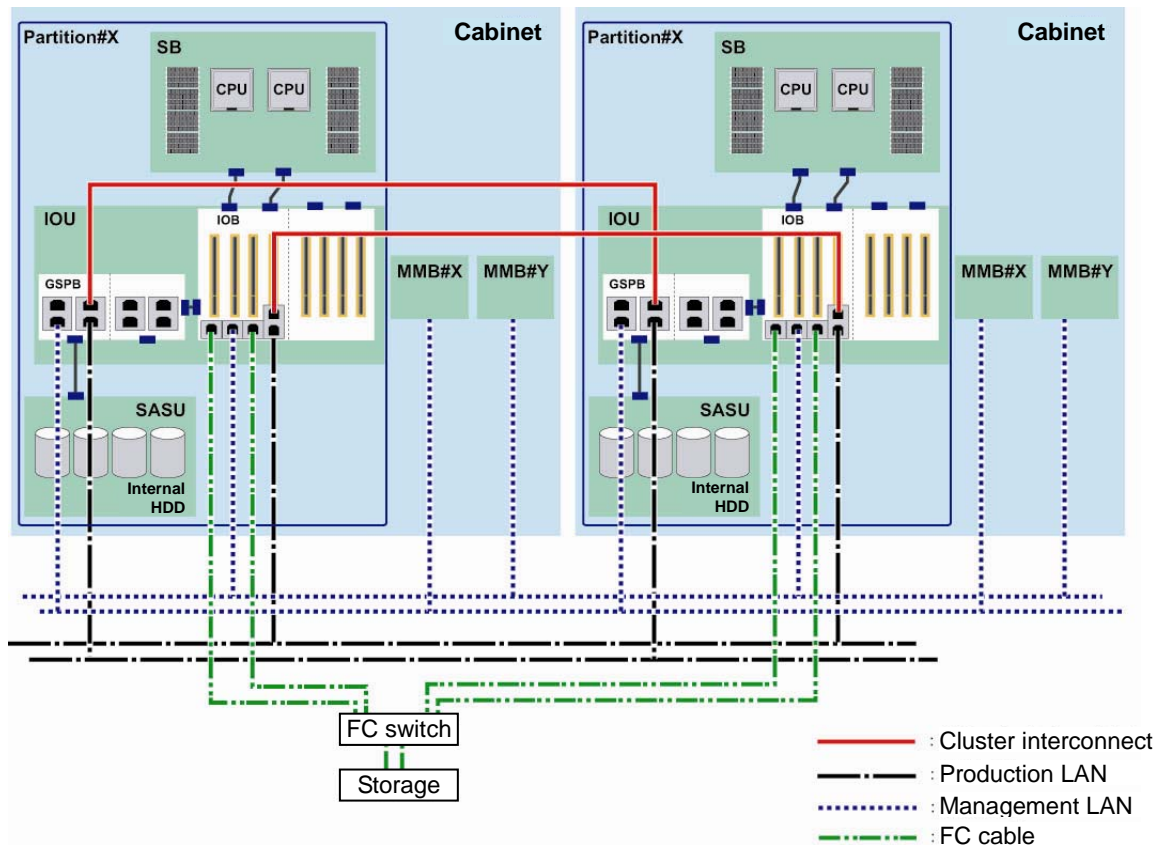 Partition#X
Cabinet
SB
CPU CPU
IOU
IOB
GSPB
MMB#X MMB#Y
SASU
Internal
HDD
Partition#X
Cabinet
SB
CPU CPU
IOU
IOB
GSPB
MMB#X MMB#Y
SASU
Internal
HDD
FC switch
Storage
: Cluster interconnect
: Production LAN
: Management LAN
: FC cable